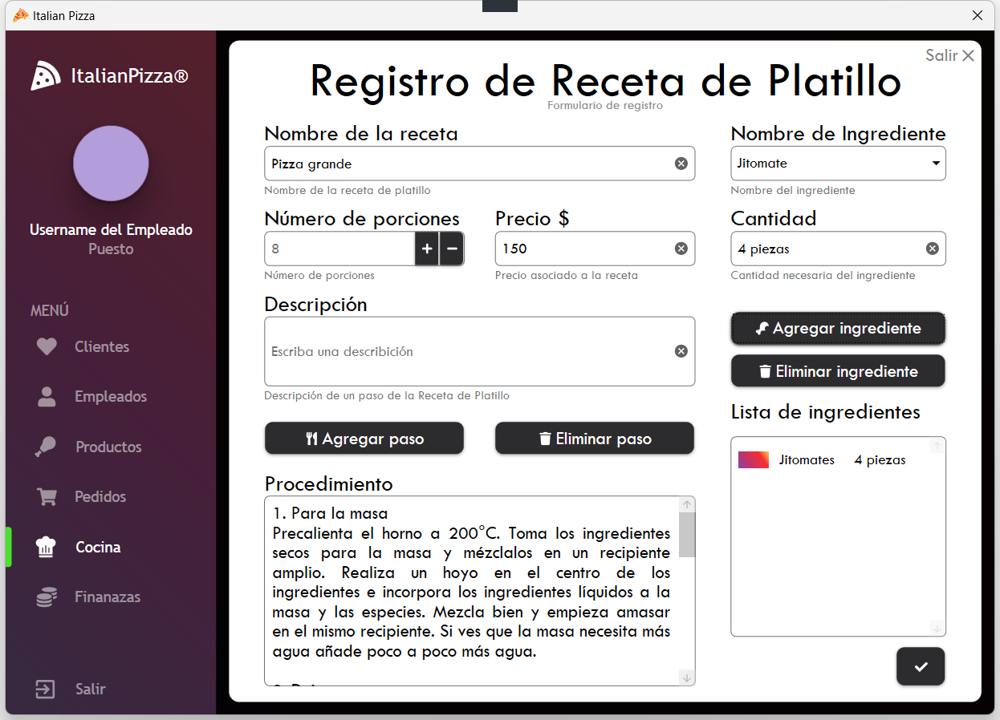 Italian Pizza
ItalianPizza®
Username del Empleado
Puesto
MENÚ
Clientes
Empleados
Productos
Pedidos
Cocina
Finanazas
Salir
Salir
Registro de Receta de Platillo
Formulario de registro
Nombre de la receta
Pizza grande
Nombre de la receta de platillo
Número de porciones
8
Número de porciones
Precio $
150
Precio asociado a la receta
Descripción
Escriba una describición
Descripción de un paso de la Receta de Platillo
Agregar paso
Eliminar paso
Procedimiento
1. Para la masa
Precalienta el horno a 200°C. Toma los ingredientes
secos para la masa y mézclalos en un recipiente
amplio. Realiza un hoyo en el centro de los
ingredientes e incorpora los ingredientes líquidos a la
masa y las especies. Mezcla bien y empieza amasar
en el mismo recipiente. Si ves que la masa necesita más
agua añade poco a poco más agua.
Nombre de Ingrediente
Jitomate
Nombre del ingrediente
Cantidad
4 piezas
Cantidad necesaria del ingrediente
Agregar ingrediente
Eliminar ingrediente
Lista de ingredientes
Jitomates 4 piezas